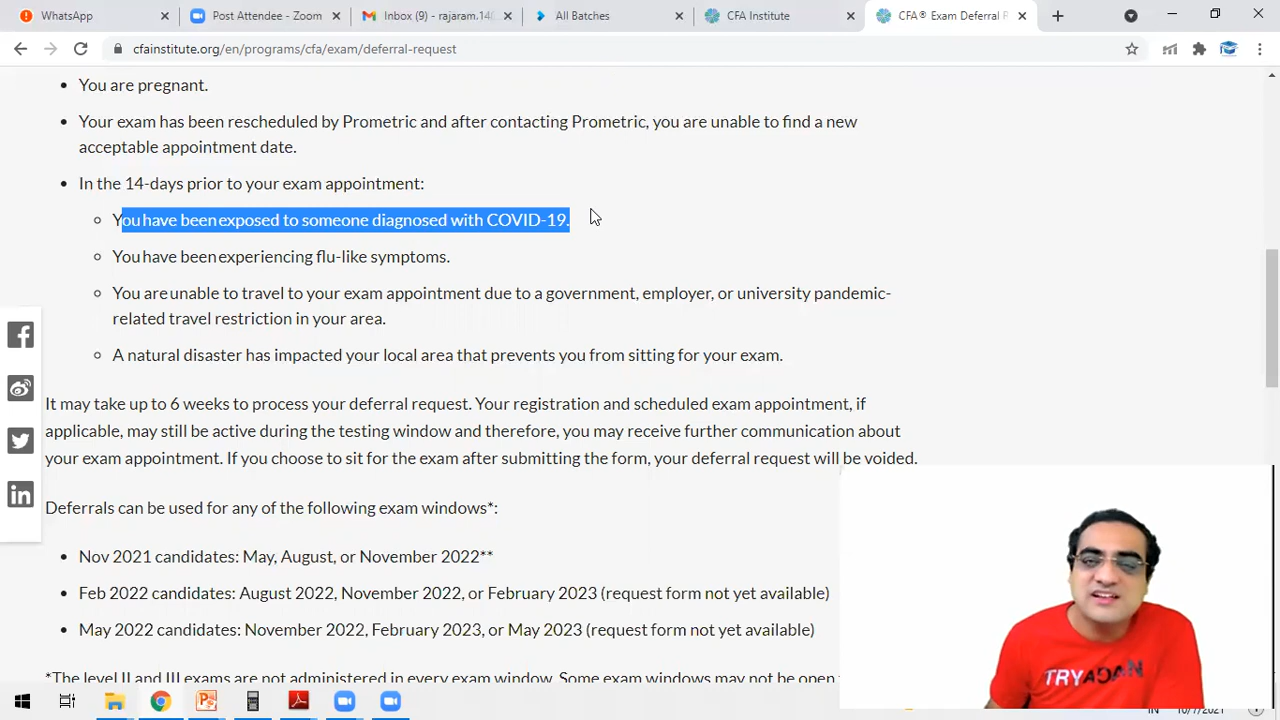 WhatsApp
Post Attendee - Zoom
Inbox (9) - rajaram.14(
All Batches
CFA Institute
CFA® Exam Deferral R
cfainstitute.org/en/programs/cfa/exam/deferral-request
You are pregnant.
Your exam has been rescheduled by Prometric and after contacting Prometric, you are unable to find a new
acceptable appointment date.
In the 14-days prior to your exam appointment:
You have been exposed to someone diagnosed with COVID-19.
You have been experiencing flu-like symptoms.
You are unable to travel to your exam appointment due to a government, employer, or university pandemic-
related travel restriction in your area.
A natural disaster has impacted your local area that prevents you from sitting for your exam.
It may take up to 6 weeks to process your deferral request. Your registration and scheduled exam appointment, if
applicable, may still be active during the testing window and therefore, you may receive further communication about
your exam appointment. If you choose to sit for the exam after submitting the form, your deferral request will be voided.
Deferrals can be used for any of the following exam windows*:
Nov 2021 candidates: May, August, or November 2022**
Feb 2022 candidates: August 2022, November 2022, or February 2023 (request form not yet available)
May 2022 candidates: November 2022, February 2023, or May 2023 (request form not yet available)
*The level II and III exams are not administered in every exam window. Some exam windows may not be open
TRYAGAIN
IN
10/7/2021